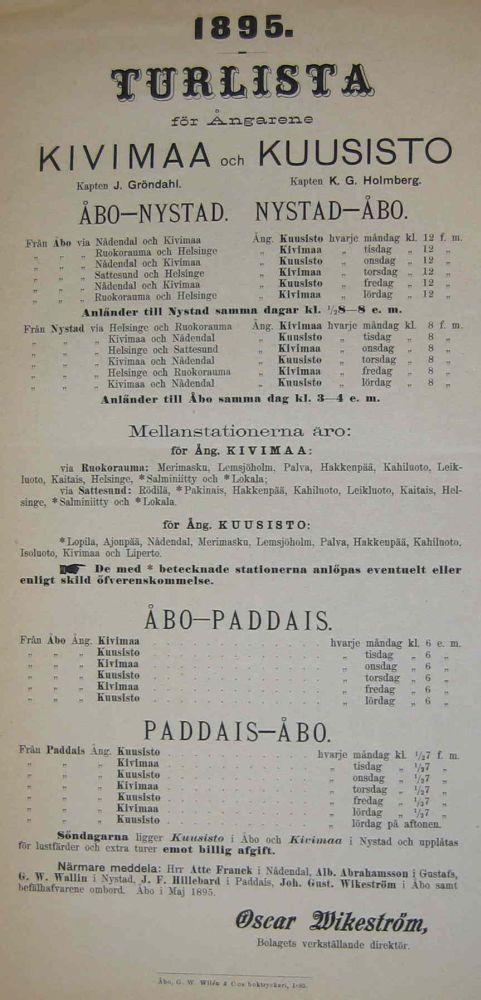 1895.
TURLISTA
för Ångarene
KIVIMAA och KUUSISTO
Kapten J. Gröndahl. Kapten K. G. Holmberg.
ÅBO—NYSTAD. NYSTAD—ÅBO.
Från Åbo via Nådendal och Kivimaa Ång. Kuusisto hvarje måndag kl. 12 f. m.
„ „ „ Ruokorauma och Helsinge „ Kivimaa „ tisdag „ 12 „
„ „ „ Nådendal och Kivimaa „ Kuusisto „ onsdag „ 12 „
„ „ „ Sattesund och Helsinge „ Kivimaa „ torsdag „ 12 „
„ „ „ Nådendal och Kivimaa „ Kuusisto „ fredag „ 12 „
„ „ „ Ruokorauma och Helsinge „ Kivimaa „ lördag „ 12 „
Anländer till Nystad samma dagar kl. 1/28—8 e. m.
Från Nystad via Helsinge och Ruokorauma Ång. Kivimaa hvarje måndag kl. 8 f. m.
„ „ „ Kivimaa och Nådendal „ Kuusisto „ tisdag „ 8 „
„ „ „ Helsinge och Sattesund „ Kivimaa „ onsdag „ 8 „
„ „ „ Kivimaa och Nådendal „ Kuusisto „ torsdag „ 8 „
„ „ „ Helsinge och Ruokorauma „ Kivimaa „ fredag „ 8 „
„ „ „ Kivimaa och Nådendal „ Kuusisto „ lördag „ 8 „
Anländer till Åbo samma dag kl. 3—4 e. m.
Mellanstationerna äro:
för Ång. KIVIMAA:
via Ruokorauma: Merimasku, Lemsjöholm, Palva, Hakkenpää, Kahiluoto, Leik-
luoto, Kaitais, Helsinge, *Salminiitty och *Lokala;
via Sattesund: Rödilä, *Pakinais, Hakkenpää, Kahiluoto, Leikluoto, Kaitais, Hel-
singe, *Salminiitty och *Lokala.
för Ång. KUUSISTO:
*Lopila, Ajonpää, Nådendal, Merimasku, Lemsjöholm, Palva, Hakkenpää, Kahiluoto,
Isoluoto, Kivimaa och Liperto.
☛ De med * betecknade stationerna anlöpas eventuelt eller
enligt skild öfverenskommelse.
ÅBO—PADDAIS.
Från Åbo Ång. Kivimaa hvarje måndag kl. 6 e. m.
„ „ „ Kuusisto „ tisdag „ 6 „
„ „ „ Kivimaa „ onsdag „ 6 „
„ „ „ Kuusisto „ torsdag „ 6 „
„ „ „ Kivimaa „ fredag „ 6 „
„ „ „ Kuusisto „ lördag „ 6 „
PADDAIS—ÅBO.
Från Paddais Ång. Kuusisto hvarje måndag kl. 1/27 f. m.
„ „ „ Kivimaa „ tisdag „ 1/27 „
„ „ „ Kuusisto „ onsdag „ 1/27 „
„ „ „ Kivimaa „ torsdag „ 1/27 „
„ „ „ Kuusisto „ fredag „ 1/27 „
„ „ „ Kivimaa „ lördag „ 1/27 „
„ „ „ Kuusisto „ lördag på aftonen.
Söndagarna ligger Kuusisto i Åbo och Kivimaa i Nystad och upplåtas
för lustfärder och extra turer emot billig afgift.
Närmare meddela: Hrr Atte Franck i Nådendal, Alb. Abrahamsson i Gustafs,
G. W. Wallin i Nystad, J. F. Hillebard i Paddais, Joh. Gust. Wikeström i Åbo samt
befälhafvarene ombord. Åbo i Maj 1895.
Oscar Wikeström,
Bolagets verkställande direktör.
Åbo, G. W. Wilén & C:os boktryckeri, 1895.